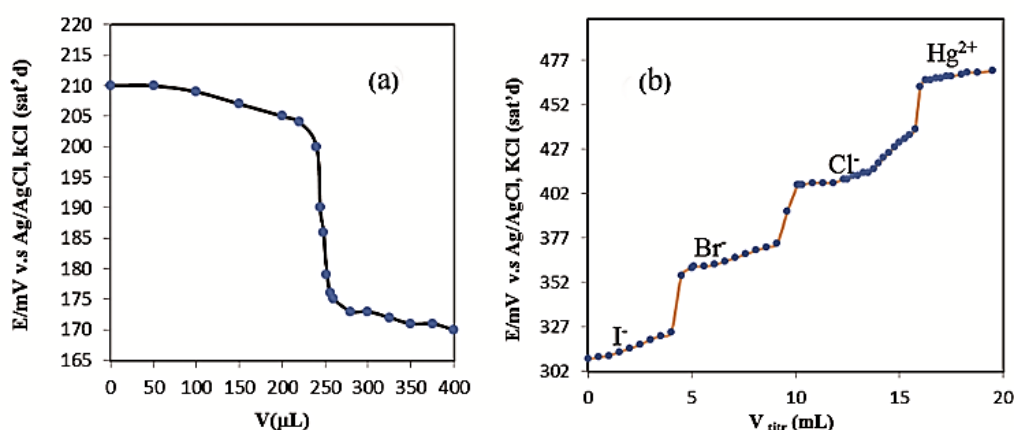 220
215
210
205
200
195
190
185
180
175
170
165
0 50 100 150 200 250 300 350 400
E/mV v.s Ag/AgCl, kCl (sat'd)
V(µL)
(a)
477
452
427
402
377
352
327
302
0 5 10 15 20
E/mV v.s Ag/AgCl, KCl (sat'd)
V titr (mL)
(b)
Hg2+
Cl-
Br-
I-